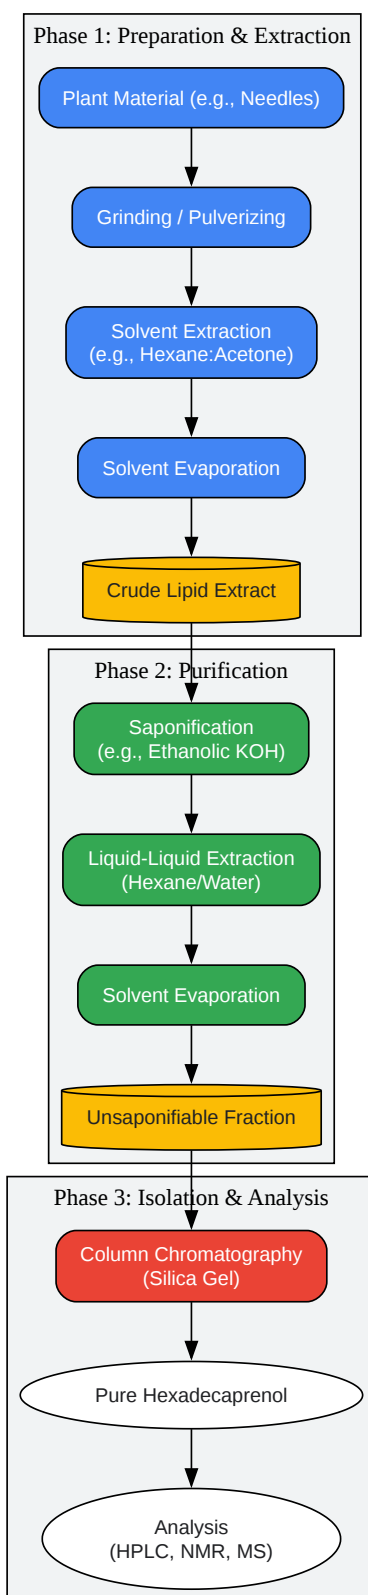 Phase 1: Preparation & Extraction
Plant Material (e.g., Needles)
Grinding / Pulverizing
Solvent Extraction
(e.g., Hexane:Acetone)
Solvent Evaporation
Crude Lipid Extract
Phase 2: Purification
Saponification
(e.g., Ethanolic KOH)
Liquid-Liquid Extraction
(Hexane/Water)
Solvent Evaporation
Unsaponifiable Fraction
Phase 3: Isolation & Analysis
Column Chromatography
(Silica Gel)
Pure Hexadecaprenol
Analysis
(HPLC, NMR, MS)